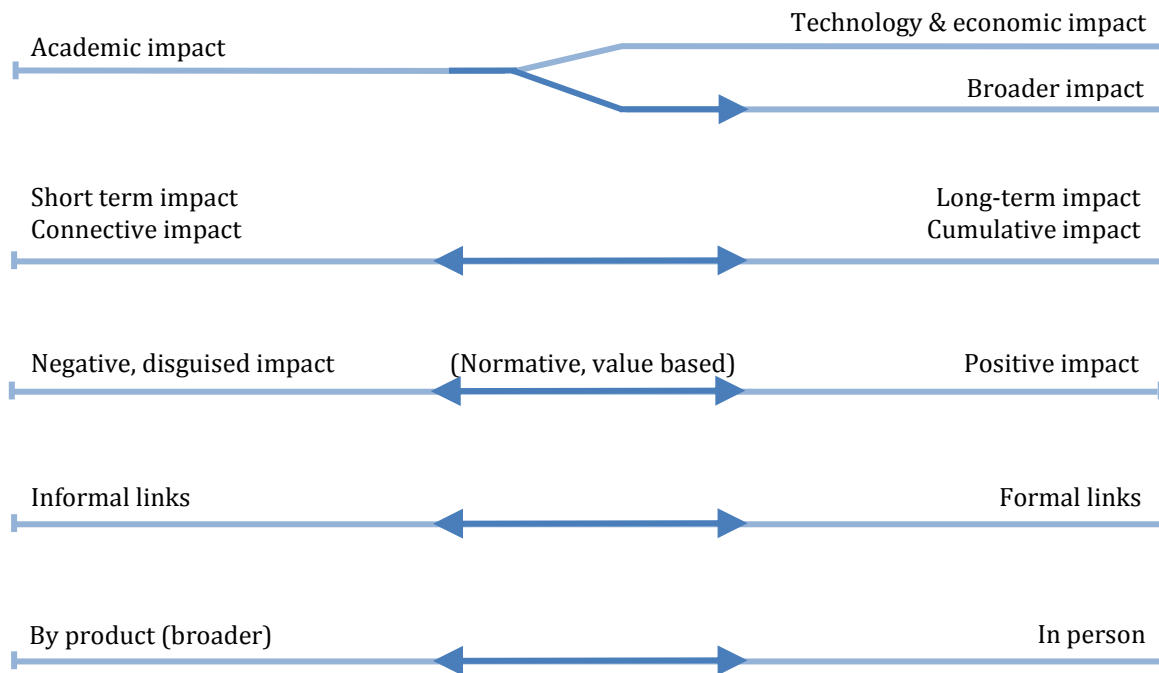 Academic impact
Technology & economic impact
Broader impact
Short term impact
Connective impact
Long-term impact
Cumulative impact
Negative, disguised impact
(Normative, value based)
Positive impact
Informal links
Formal links
By product (broader)
In person